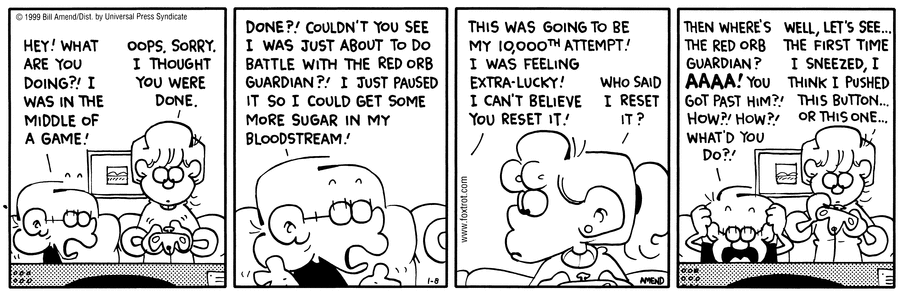 © 1999 Bill Amend/Dist. by Universal Press Syndicate
HEY! WHAT
ARE YOU
DOING?! I
WAS IN THE
MIDDLE OF
A GAME!
OOPS. SORRY.
I THOUGHT
YOU WERE
DONE.
DONE?! COULDN'T YOU SEE
I WAS JUST ABOUT TO DO
BATTLE WITH THE RED ORB
GUARDIAN?! I JUST PAUSED
IT SO I COULD GET SOME
MORE SUGAR IN MY
BLOODSTREAM!
1-8
THIS WAS GOING TO BE
MY 10,000TH ATTEMPT!
I WAS FEELING
EXTRA-LUCKY!
I CAN'T BELIEVE
YOU RESET IT!
WHO SAID
I RESET
IT?
www.foxtrot.com
AMEND
THEN WHERE'S
THE RED ORB
GUARDIAN?
AAAA! YOU
GOT PAST HIM?!
HOW?! HOW?!
WHAT'D YOU
DO?!
WELL, LET'S SEE...
THE FIRST TIME
I SNEEZED, I
THINK I PUSHED
THIS BUTTON...
OR THIS ONE...